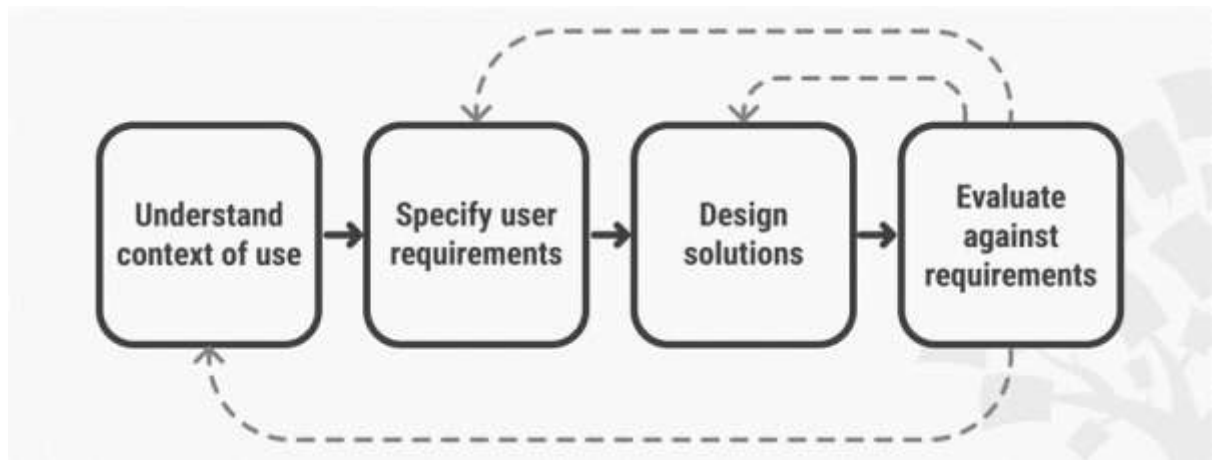 Understand
context of use
Specify user
requirements
Design
solutions
Evaluate
against
requirements